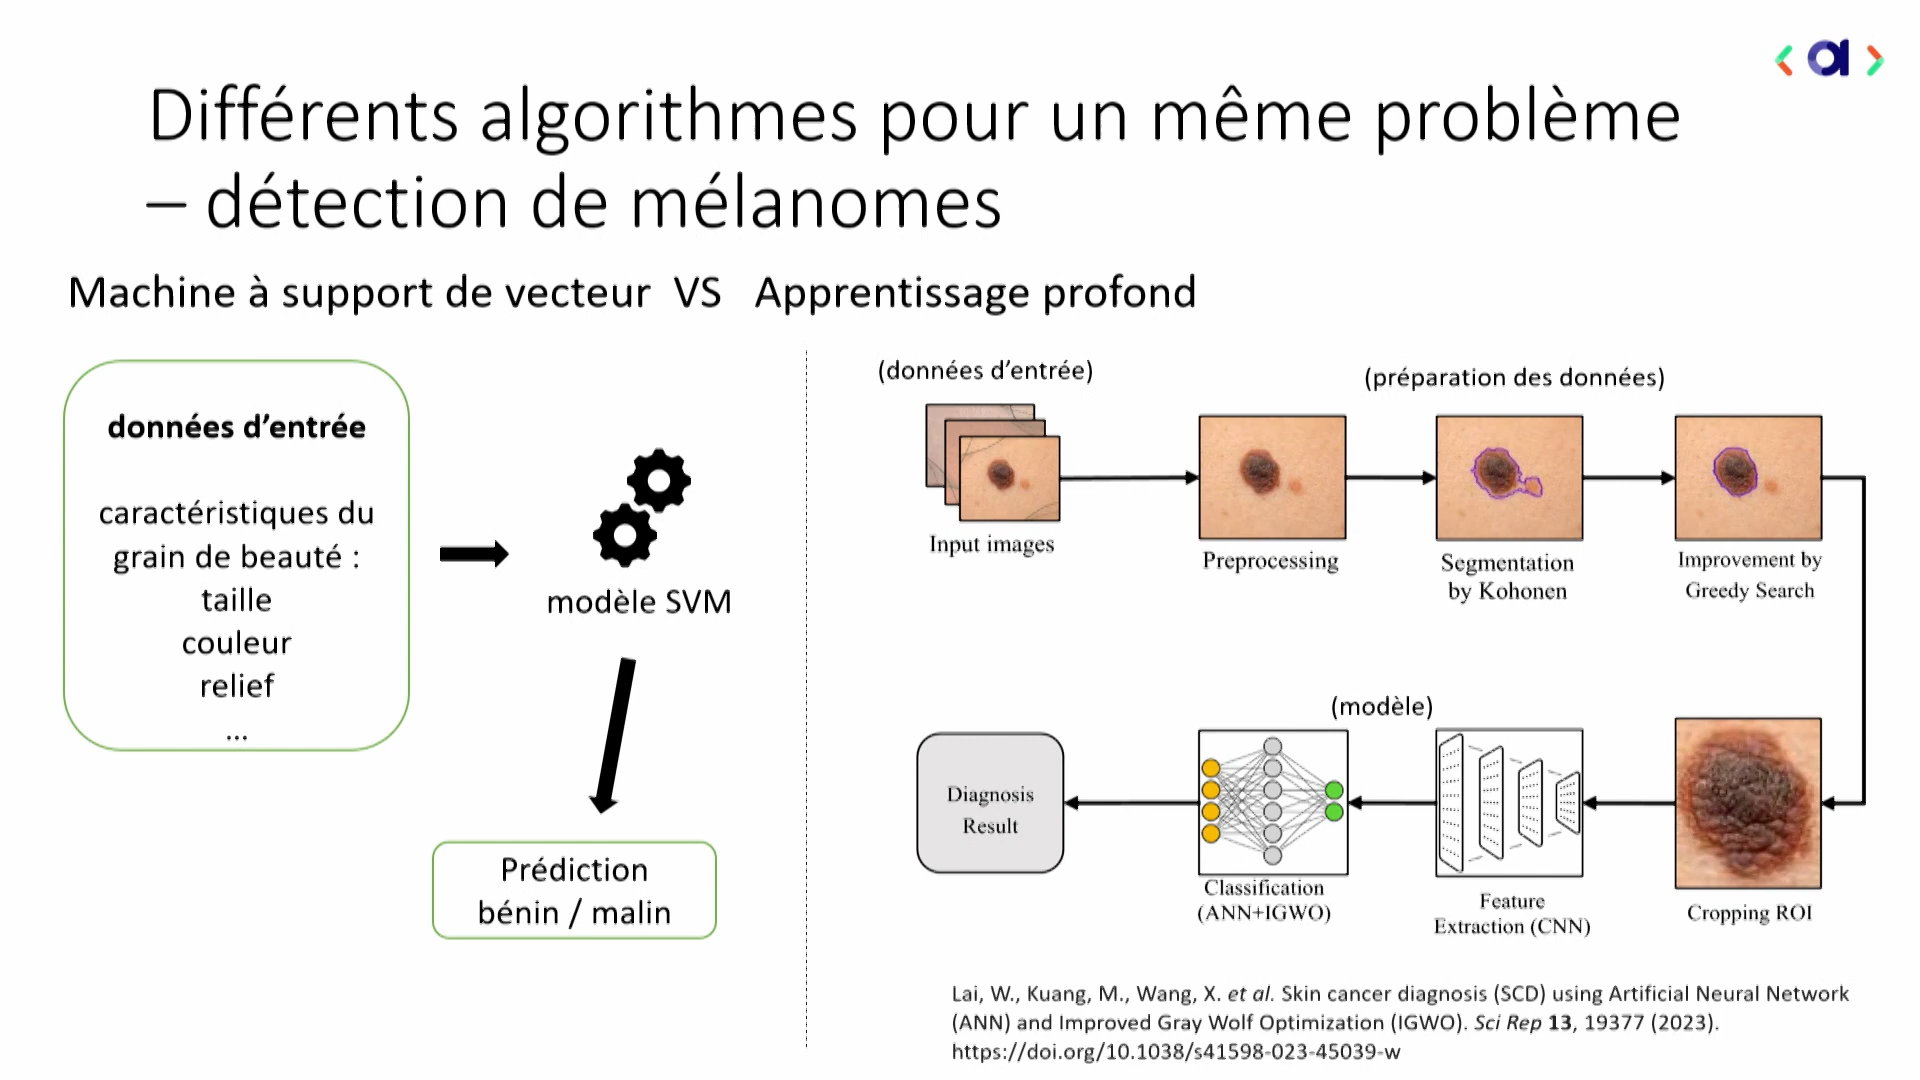 Différents algorithmes pour un même problème
– détection de mélanomes
Machine à support de vecteur VS Apprentissage profond
données d’entrée
caractéristiques du
grain de beauté :
taille
couleur
relief
...
modèle SVM
Prédiction
bénin / malin
(données d’entrée)
(préparation des données)
Input images
Preprocessing
Segmentation
by Kohonen
Improvement by
Greedy Search
(modèle)
Diagnosis
Result
Classification
(ANN+IGWO)
Feature
Extraction (CNN)
Cropping ROI
Lai, W., Kuang, M., Wang, X. et al. Skin cancer diagnosis (SCD) using Artificial Neural Network
(ANN) and Improved Gray Wolf Optimization (IGWO). Sci Rep 13, 19377 (2023).
https://doi.org/10.1038/s41598-023-45039-w